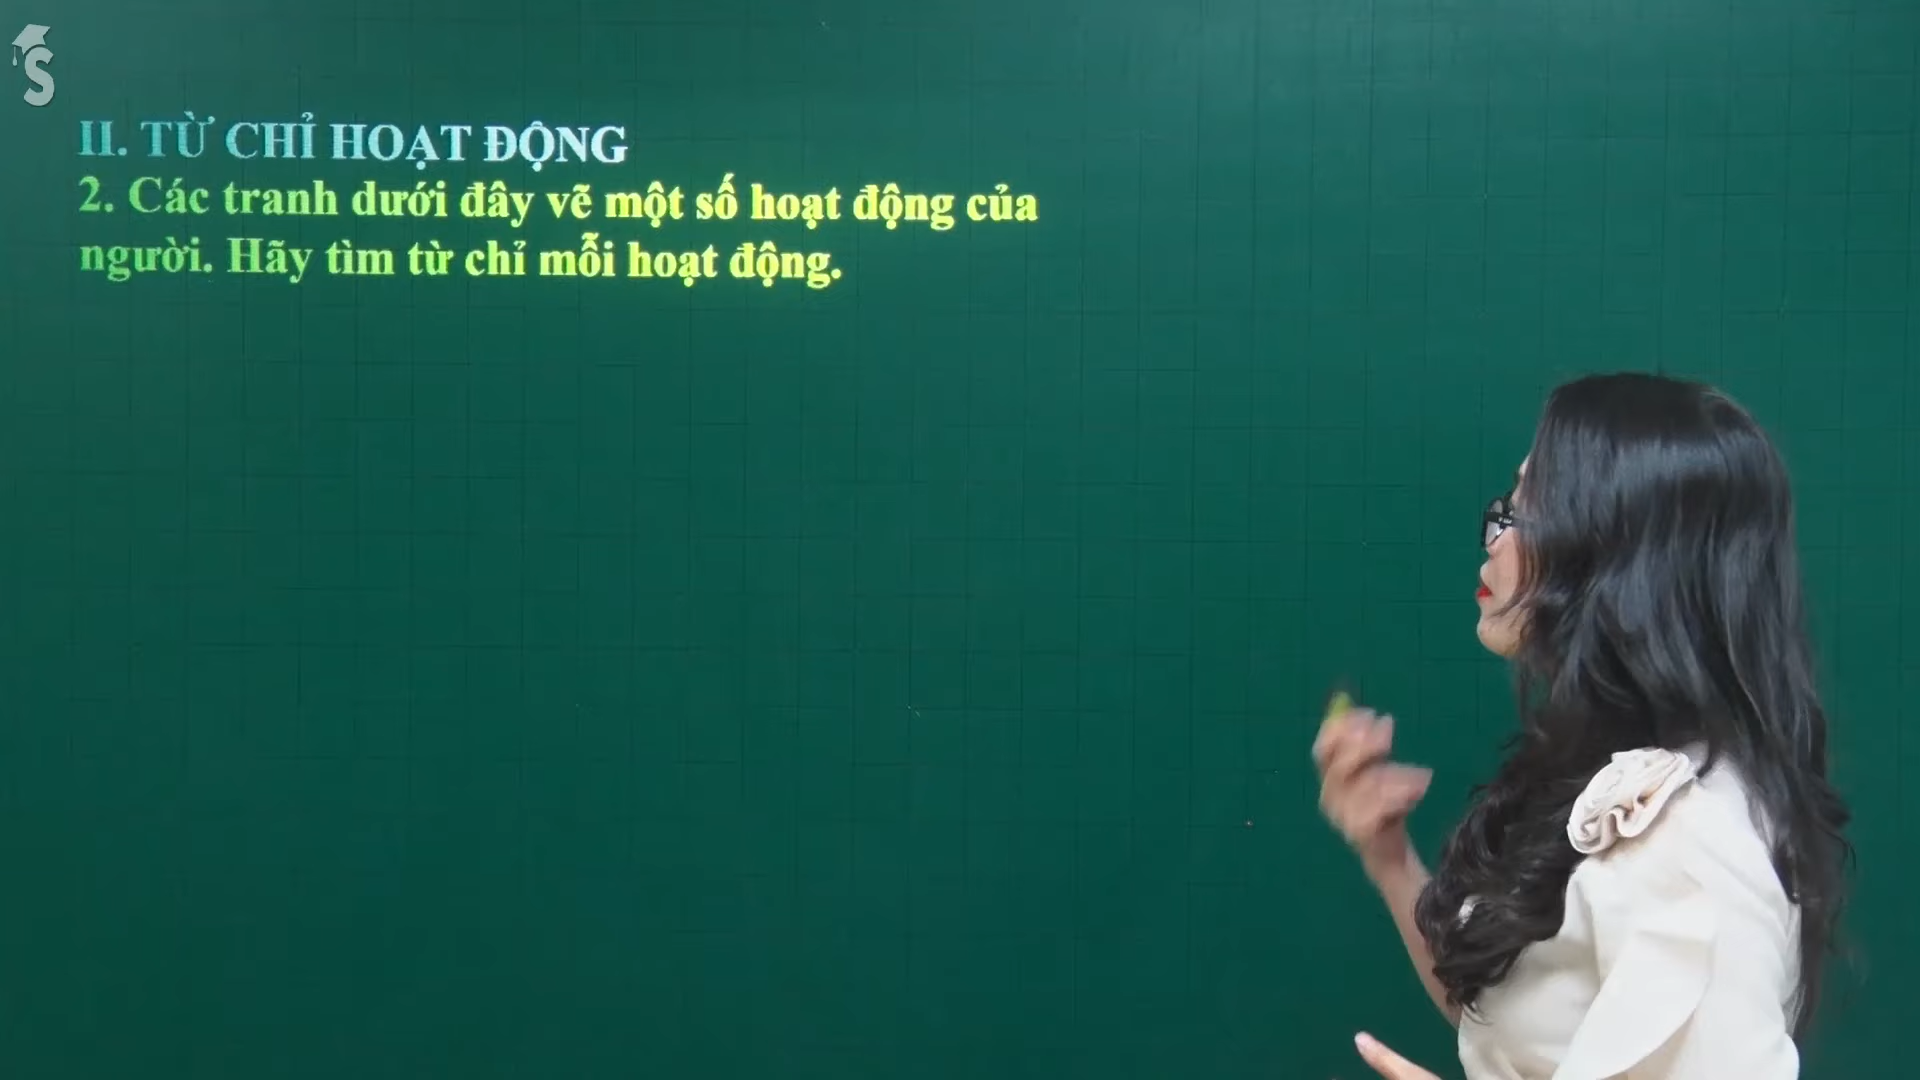 S
II. TỪ CHỈ HOẠT ĐỘNG
2. Các tranh dưới đây vẽ một số hoạt động của
người. Hãy tìm từ chỉ mỗi hoạt động.